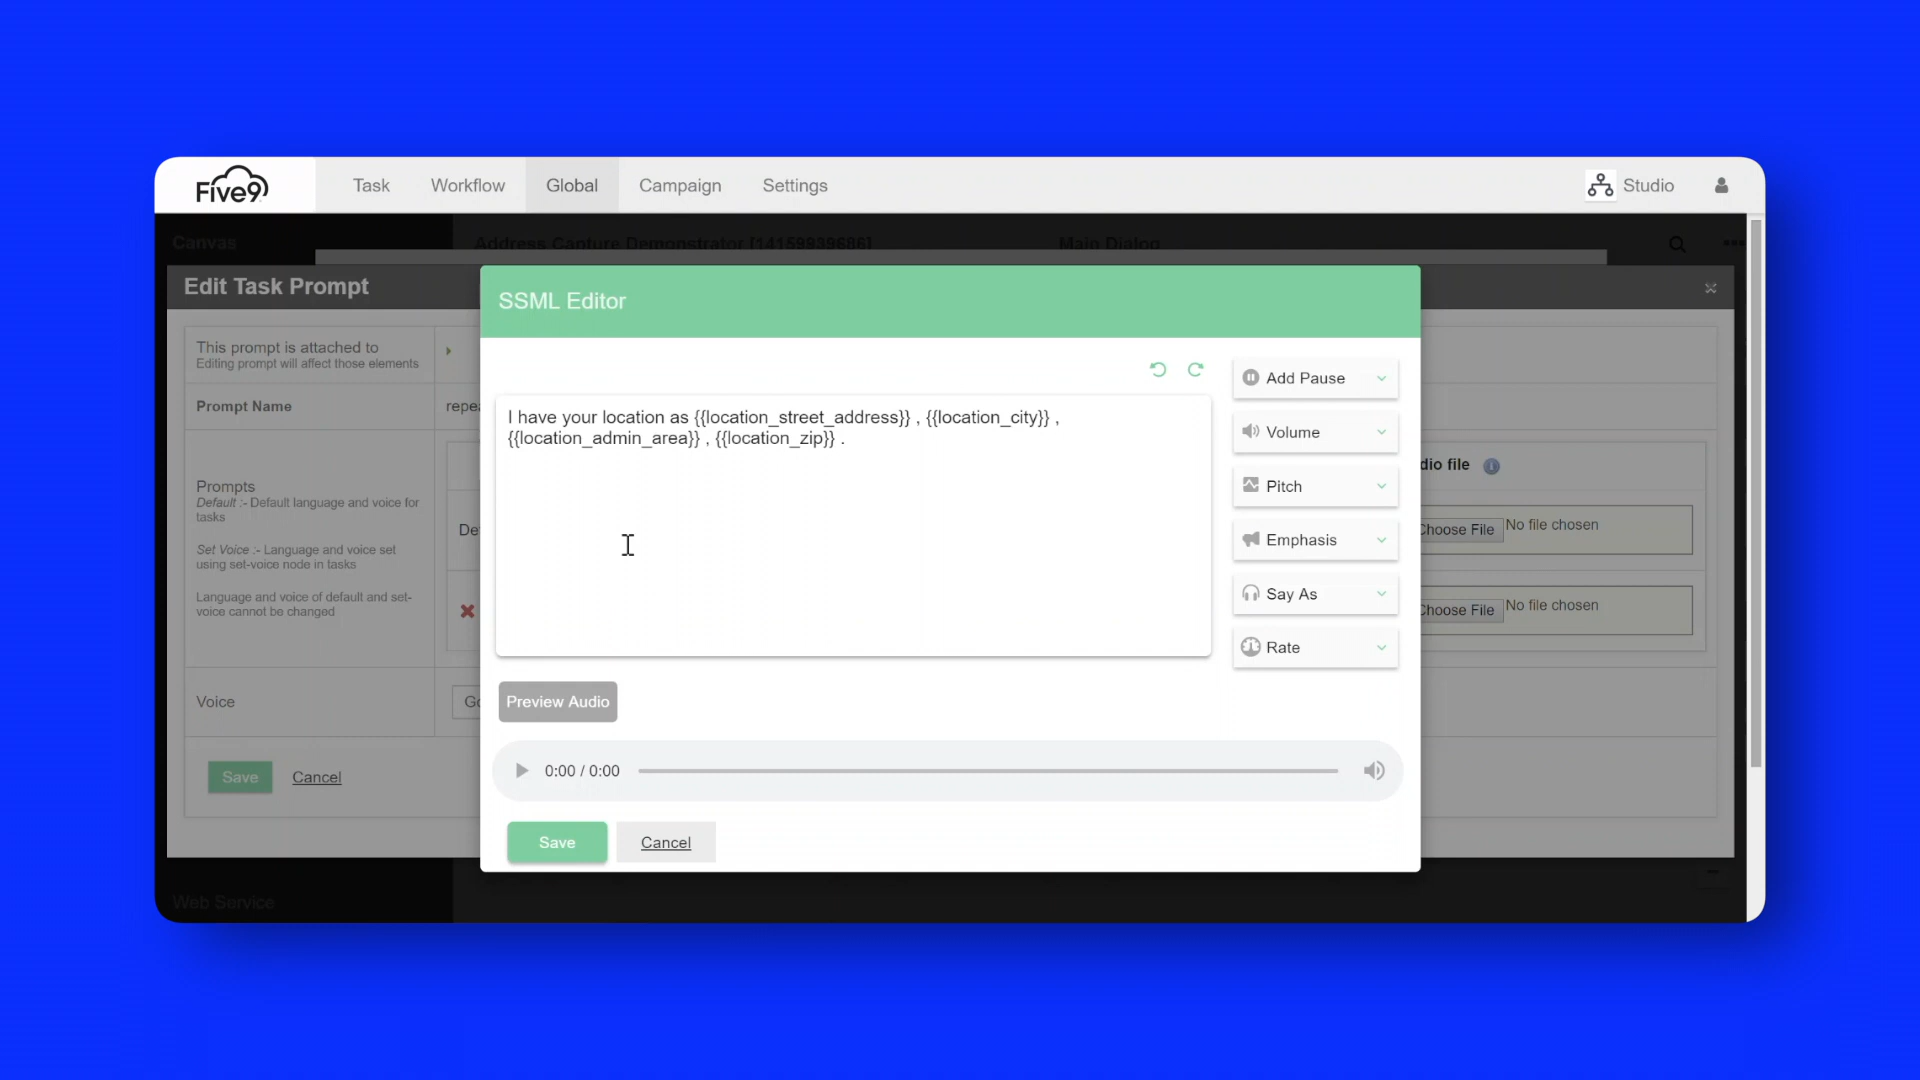 Five9
Task
Workflow
Global
Campaign
Settings
Studio
Canvas
Address Capture Demonstrator [14159939686]
Main Dialog
Edit Task Prompt
SSML Editor
This prompt is attached to
Editing prompt will affect those elements
Add Pause
I have your location as {{location_street_address}} , {{location_city}} ,
{{location_admin_area}} , {{location_zip}} .
Prompt Name
Volume
dio file
Prompts
Default :- Default language and voice for
tasks
Pitch
Choose File
No file chosen
Set Voice :- Language and voice set
using set-voice node in tasks
Emphasis
Language and voice of default and set-
voice cannot be changed
Say As
Choose File
No file chosen
Rate
Voice
Preview Audio
0:00 / 0:00
Save
Cancel
Save
Cancel
Web Service